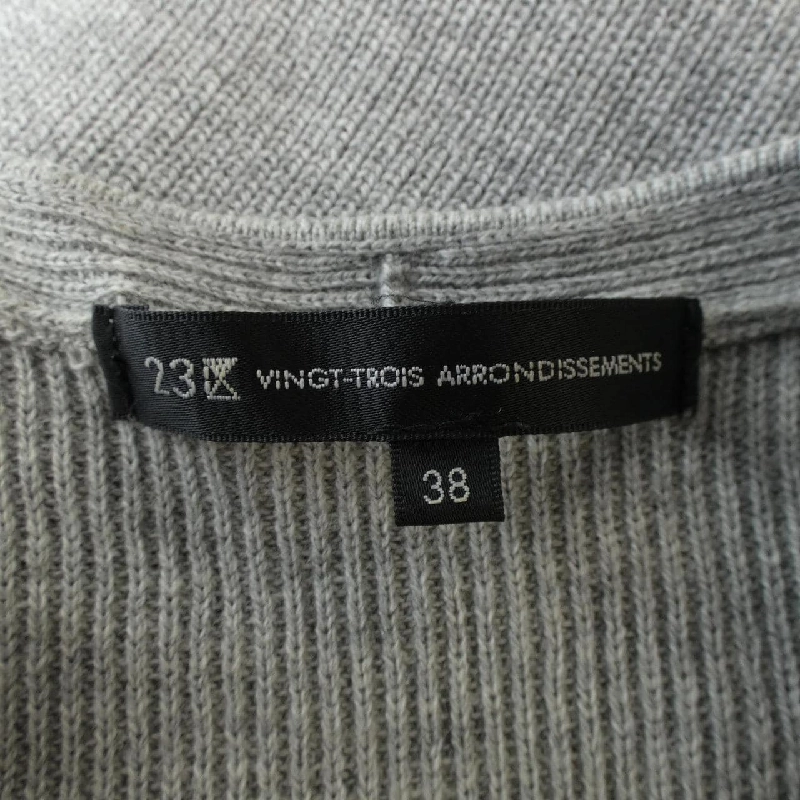 23区 VINGT-TROIS ARRONDISSEMENTS
38